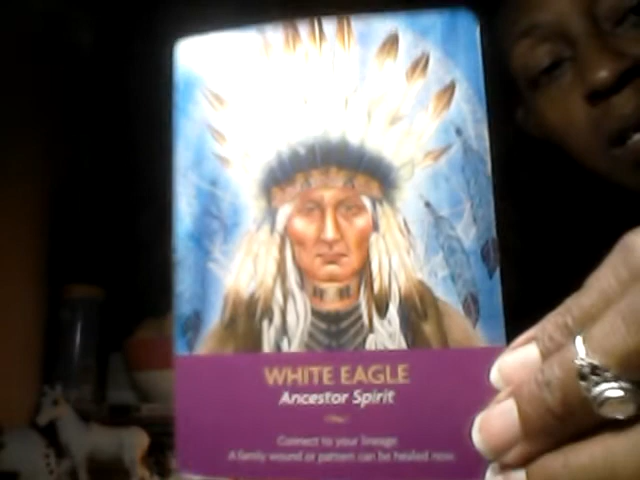 WHITE EAGLE
Ancestor Spirit
Connect to your lineage
A family wound or pattern can be healed now.